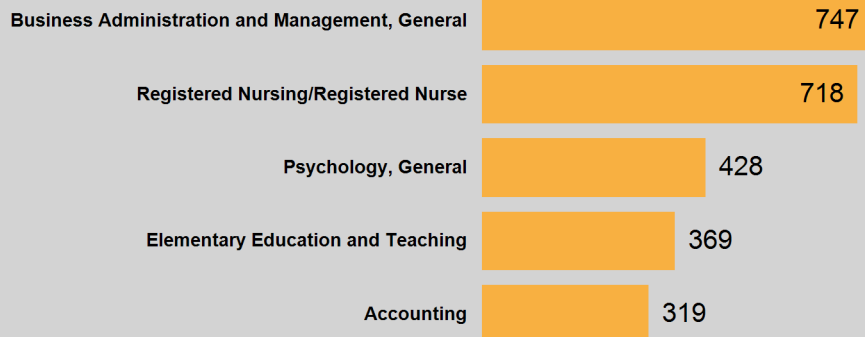 Business Administration and Management, General 747
Registered Nursing/Registered Nurse 718
Psychology, General 428
Elementary Education and Teaching 369
Accounting 319